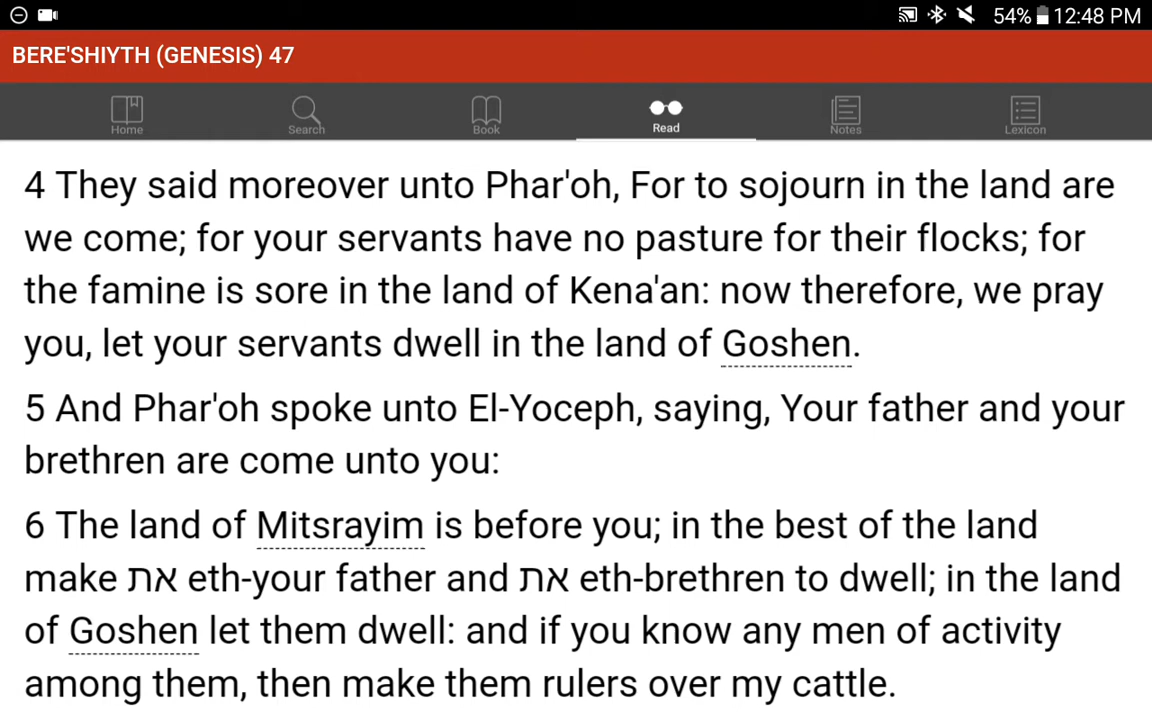 54% 12:48 PM
BERE'SHIYTH (GENESIS) 47
Home Search Book Read Notes Lexicon
4 They said moreover unto Phar'oh, For to sojourn in the land are
we come; for your servants have no pasture for their flocks; for
the famine is sore in the land of Kena'an: now therefore, we pray
you, let your servants dwell in the land of Goshen.
5 And Phar'oh spoke unto El-Yoceph, saying, Your father and your
brethren are come unto you:
6 The land of Mitsrayim is before you; in the best of the land
make את eth-your father and את eth-brethren to dwell; in the land
of Goshen let them dwell: and if you know any men of activity
among them, then make them rulers over my cattle.